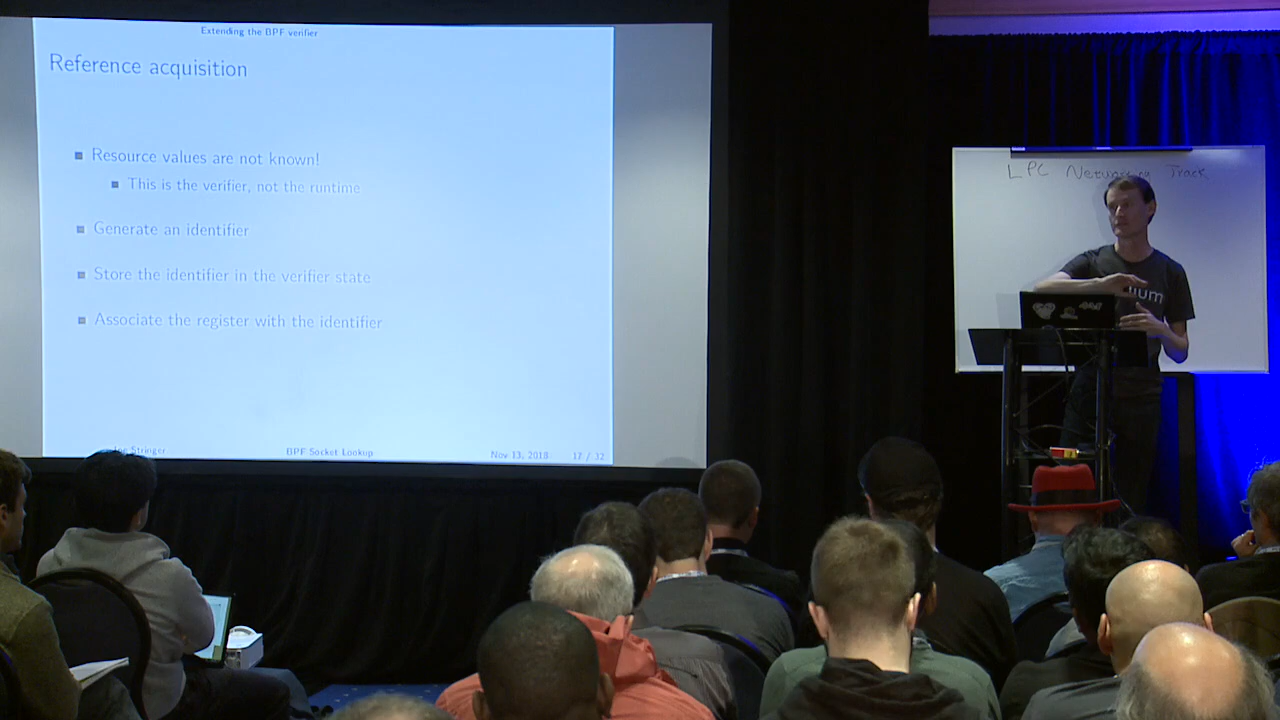 Extending the BPF verifier
Reference acquisition
Resource values are not known!
This is the verifier, not the runtime
Generate an identifier
Store the identifier in the verifier state
Associate the register with the identifier
Stringer
BPF Socket Lookup
Nov 13, 2018
17 / 32
LPC Networking Track